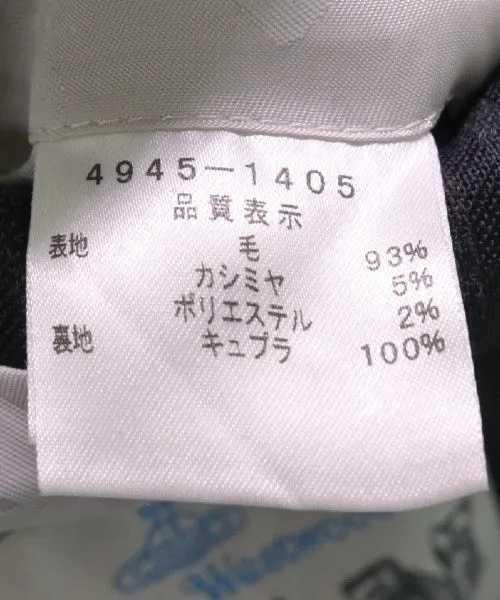 4945-1405
品質表示
表地 毛 93%
カシミヤ 5%
ポリエステル 2%
裏地 キュプラ 100%